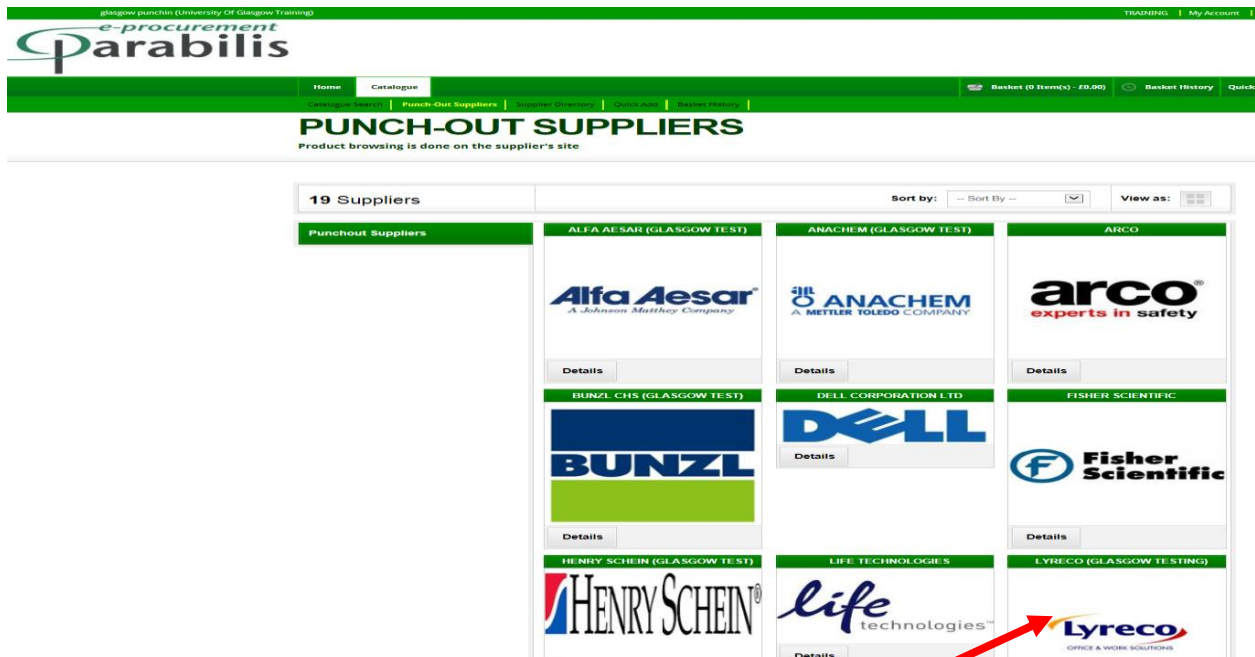 glasgow punchin (University Of Glasgow Training)
TRAINING | My Account |
e-procurement
Parabilis
Home Catalogue Basket (0 Item(s) - £0.00) Basket History Quick
Catalogue Search | Punch-Out Suppliers | Supplier Directory | Quick Add | Basket History |
PUNCH-OUT SUPPLIERS
Product browsing is done on the supplier's site
19 Suppliers Sort by: -- Sort By -- View as:
Punchout Suppliers
ALFA AESAR (GLASGOW TEST) ANACHEM (GLASGOW TEST) ARCO
Alfa Aesar®
A Johnson Matthey Company
ANACHEM
A METTLER TOLEDO COMPANY
arco®
experts in safety
Details Details Details
BUNZL CHS (GLASGOW TEST) DELL CORPORATION LTD FISHER SCIENTIFIC
BUNZL
DELL
Details
Fisher
Scientific
Details Details
HENRY SCHEIN (GLASGOW TEST) LIFE TECHNOLOGIES LYRECO (GLASGOW TESTING)
HENRY SCHEIN®
life
technologies™
Details
Lyreco
OFFICE & WORK SOLUTIONS